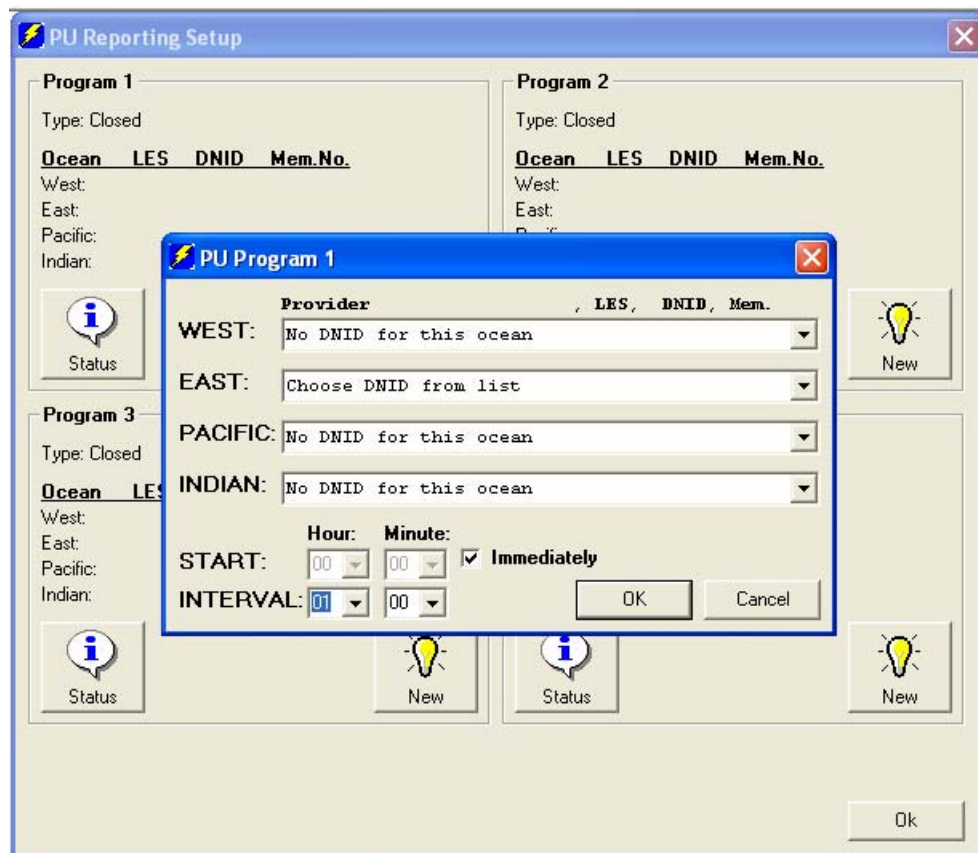 PU Reporting Setup
Program 1
Type: Closed
Ocean LES DNID Mem.No.
West:
East:
Pacific:
Indian:
Status
Program 2
Type: Closed
Ocean LES DNID Mem.No.
West:
East:
New
PU Program 1
Provider , LES, DNID, Mem.
WEST: No DNID for this ocean
EAST: Choose DNID from list
PACIFIC: No DNID for this ocean
INDIAN: No DNID for this ocean
Hour: Minute:
START: 00 00 Immediately
INTERVAL: 01 00
OK Cancel
Program 3
Type: Closed
Ocean
West:
East:
Pacific:
Indian:
Status
New
Status
New
Ok